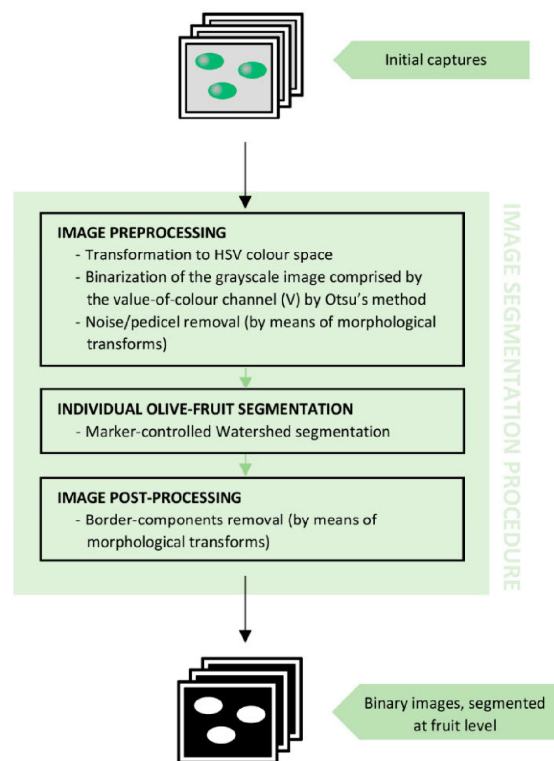 Initial captures
IMAGE SEGMENTATION PROCEDURE
IMAGE PREPROCESSING
- Transformation to HSV colour space
- Binarization of the grayscale image comprised by
the value-of-colour channel (V) by Otsu's method
- Noise/pedicel removal (by means of morphological
transforms)
INDIVIDUAL OLIVE-FRUIT SEGMENTATION
- Marker-controlled Watershed segmentation
IMAGE POST-PROCESSING
- Border-components removal (by means of
morphological transforms)
Binary images, segmented
at fruit level